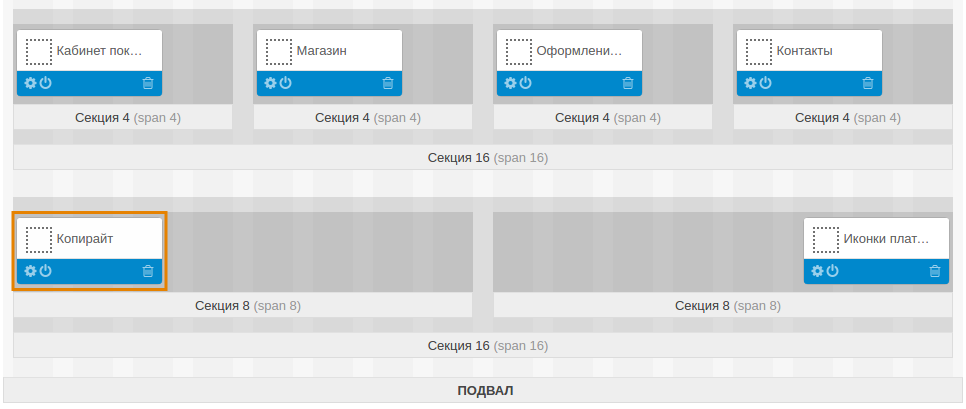 Кабинет пок… Магазин Оформлени… Контакты
Секция 4 (span 4) Секция 4 (span 4) Секция 4 (span 4) Секция 4 (span 4)
Секция 16 (span 16)
Копирайт Иконки плат…
Секция 8 (span 8) Секция 8 (span 8)
Секция 16 (span 16)
ПОДВАЛ